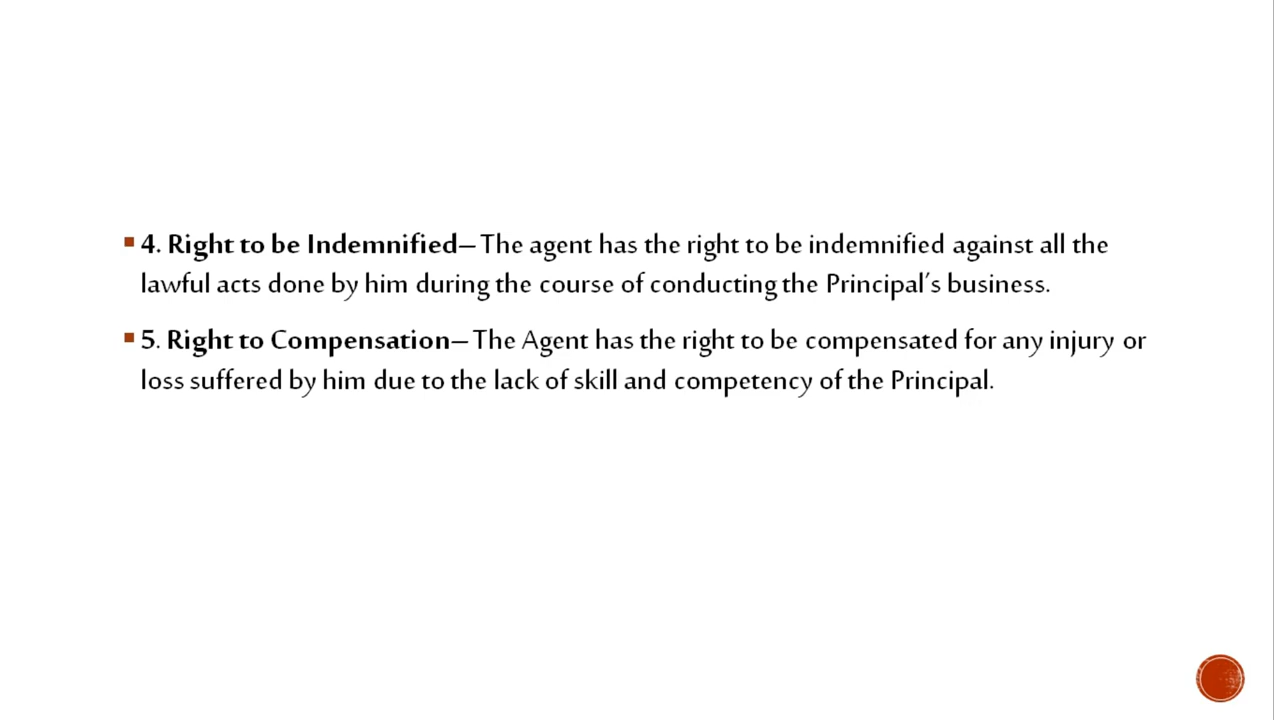 4. Right to be Indemnified– The agent has the right to be indemnified against all the
lawful acts done by him during the course of conducting the Principal's business.
5. Right to Compensation– The Agent has the right to be compensated for any injury or
loss suffered by him due to the lack of skill and competency of the Principal.